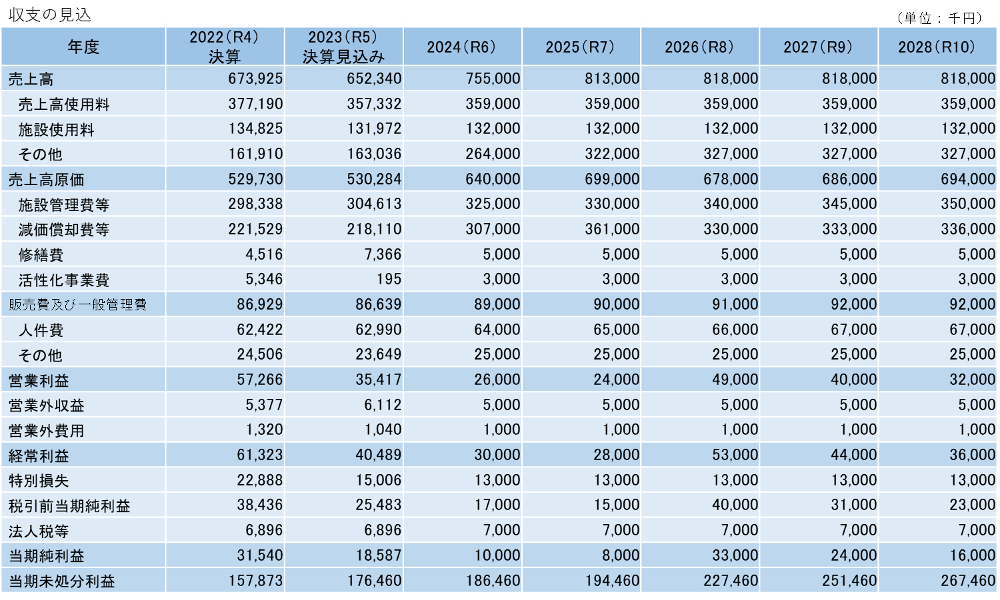 収支の見込
（単位：千円）
年度 2022（R4）決算 2023（R5）決算見込み 2024（R6） 2025（R7） 2026（R8） 2027（R9） 2028（R10）
売上高 673,925 652,340 755,000 813,000 818,000 818,000 818,000
売上高使用料 377,190 357,332 359,000 359,000 359,000 359,000 359,000
施設使用料 134,825 131,972 132,000 132,000 132,000 132,000 132,000
その他 161,910 163,036 264,000 322,000 327,000 327,000 327,000
売上高原価 529,730 530,284 640,000 699,000 678,000 686,000 694,000
施設管理費等 298,338 304,613 325,000 330,000 340,000 345,000 350,000
減価償却費等 221,529 218,110 307,000 361,000 330,000 333,000 336,000
修繕費 4,516 7,366 5,000 5,000 5,000 5,000 5,000
活性化事業費 5,346 195 3,000 3,000 3,000 3,000 3,000
販売費及び一般管理費 86,929 86,639 89,000 90,000 91,000 92,000 92,000
人件費 62,422 62,990 64,000 65,000 66,000 67,000 67,000
その他 24,506 23,649 25,000 25,000 25,000 25,000 25,000
営業利益 57,266 35,417 26,000 24,000 49,000 40,000 32,000
営業外収益 5,377 6,112 5,000 5,000 5,000 5,000 5,000
営業外費用 1,320 1,040 1,000 1,000 1,000 1,000 1,000
経常利益 61,323 40,489 30,000 28,000 53,000 44,000 36,000
特別損失 22,888 15,006 13,000 13,000 13,000 13,000 13,000
税引前当期純利益 38,436 25,483 17,000 15,000 40,000 31,000 23,000
法人税等 6,896 6,896 7,000 7,000 7,000 7,000 7,000
当期純利益 31,540 18,587 10,000 8,000 33,000 24,000 16,000
当期未処分利益 157,873 176,460 186,460 194,460 227,460 251,460 267,460